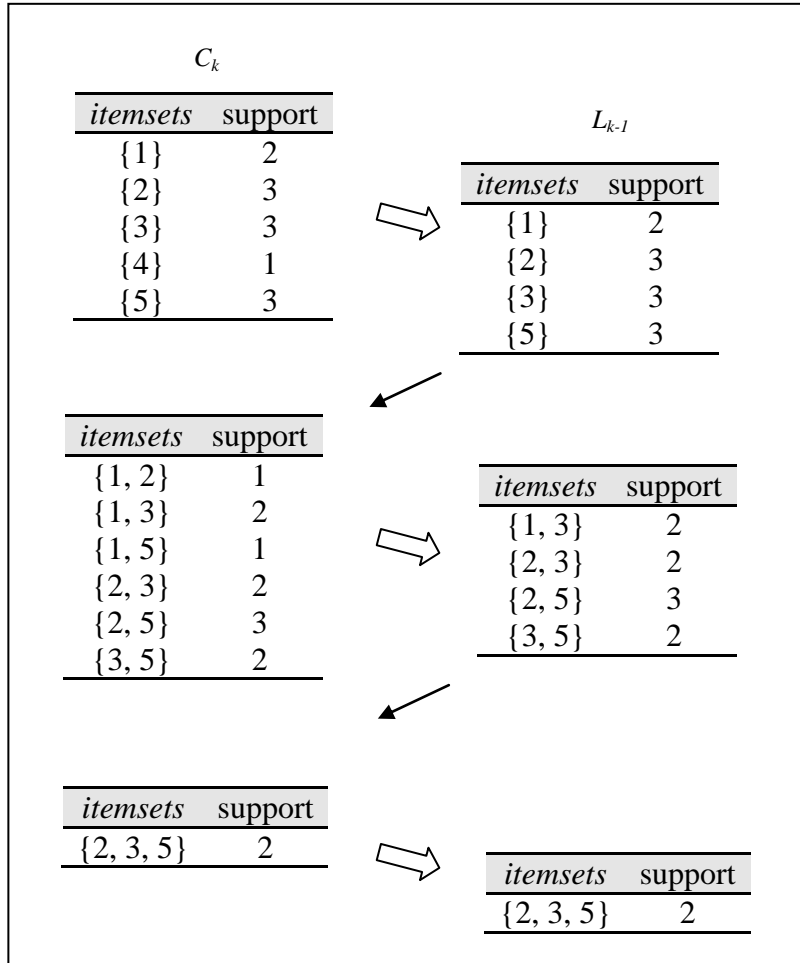 C_k
itemsets support
{1} 2
{2} 3
{3} 3
{4} 1
{5} 3
L_{k-1}
itemsets support
{1} 2
{2} 3
{3} 3
{5} 3
itemsets support
{1, 2} 1
{1, 3} 2
{1, 5} 1
{2, 3} 2
{2, 5} 3
{3, 5} 2
itemsets support
{1, 3} 2
{2, 3} 2
{2, 5} 3
{3, 5} 2
itemsets support
{2, 3, 5} 2
itemsets support
{2, 3, 5} 2